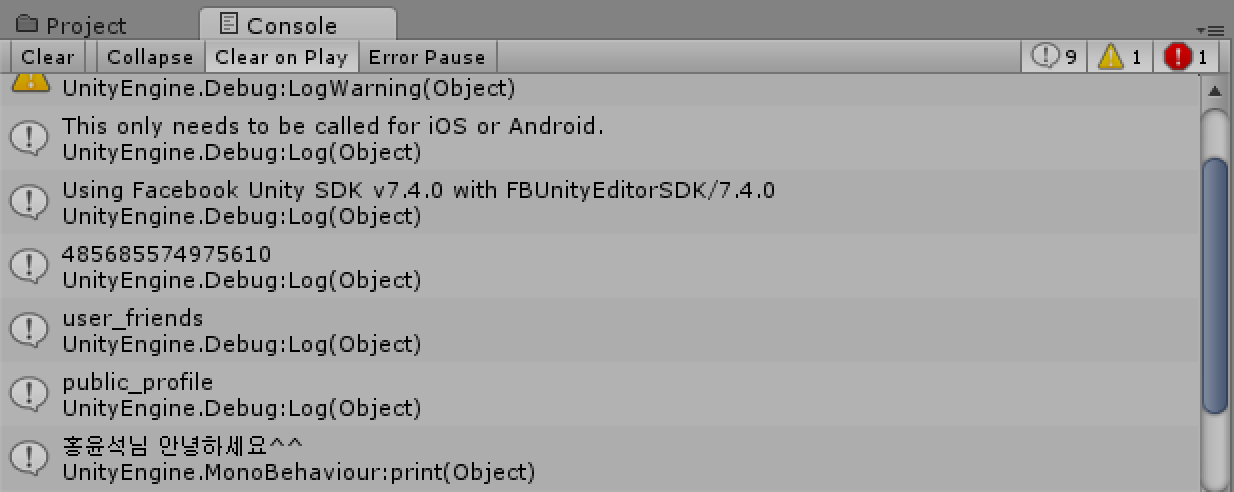 Project
Console
Clear
Collapse
Clear on Play
Error Pause
9
1
1
UnityEngine.Debug:LogWarning(Object)
This only needs to be called for iOS or Android.
UnityEngine.Debug:Log(Object)
Using Facebook Unity SDK v7.4.0 with FBUnityEditorSDK/7.4.0
UnityEngine.Debug:Log(Object)
485685574975610
UnityEngine.Debug:Log(Object)
user_friends
UnityEngine.Debug:Log(Object)
public_profile
UnityEngine.Debug:Log(Object)
홍윤석님 안녕하세요^^
UnityEngine.MonoBehaviour:print(Object)